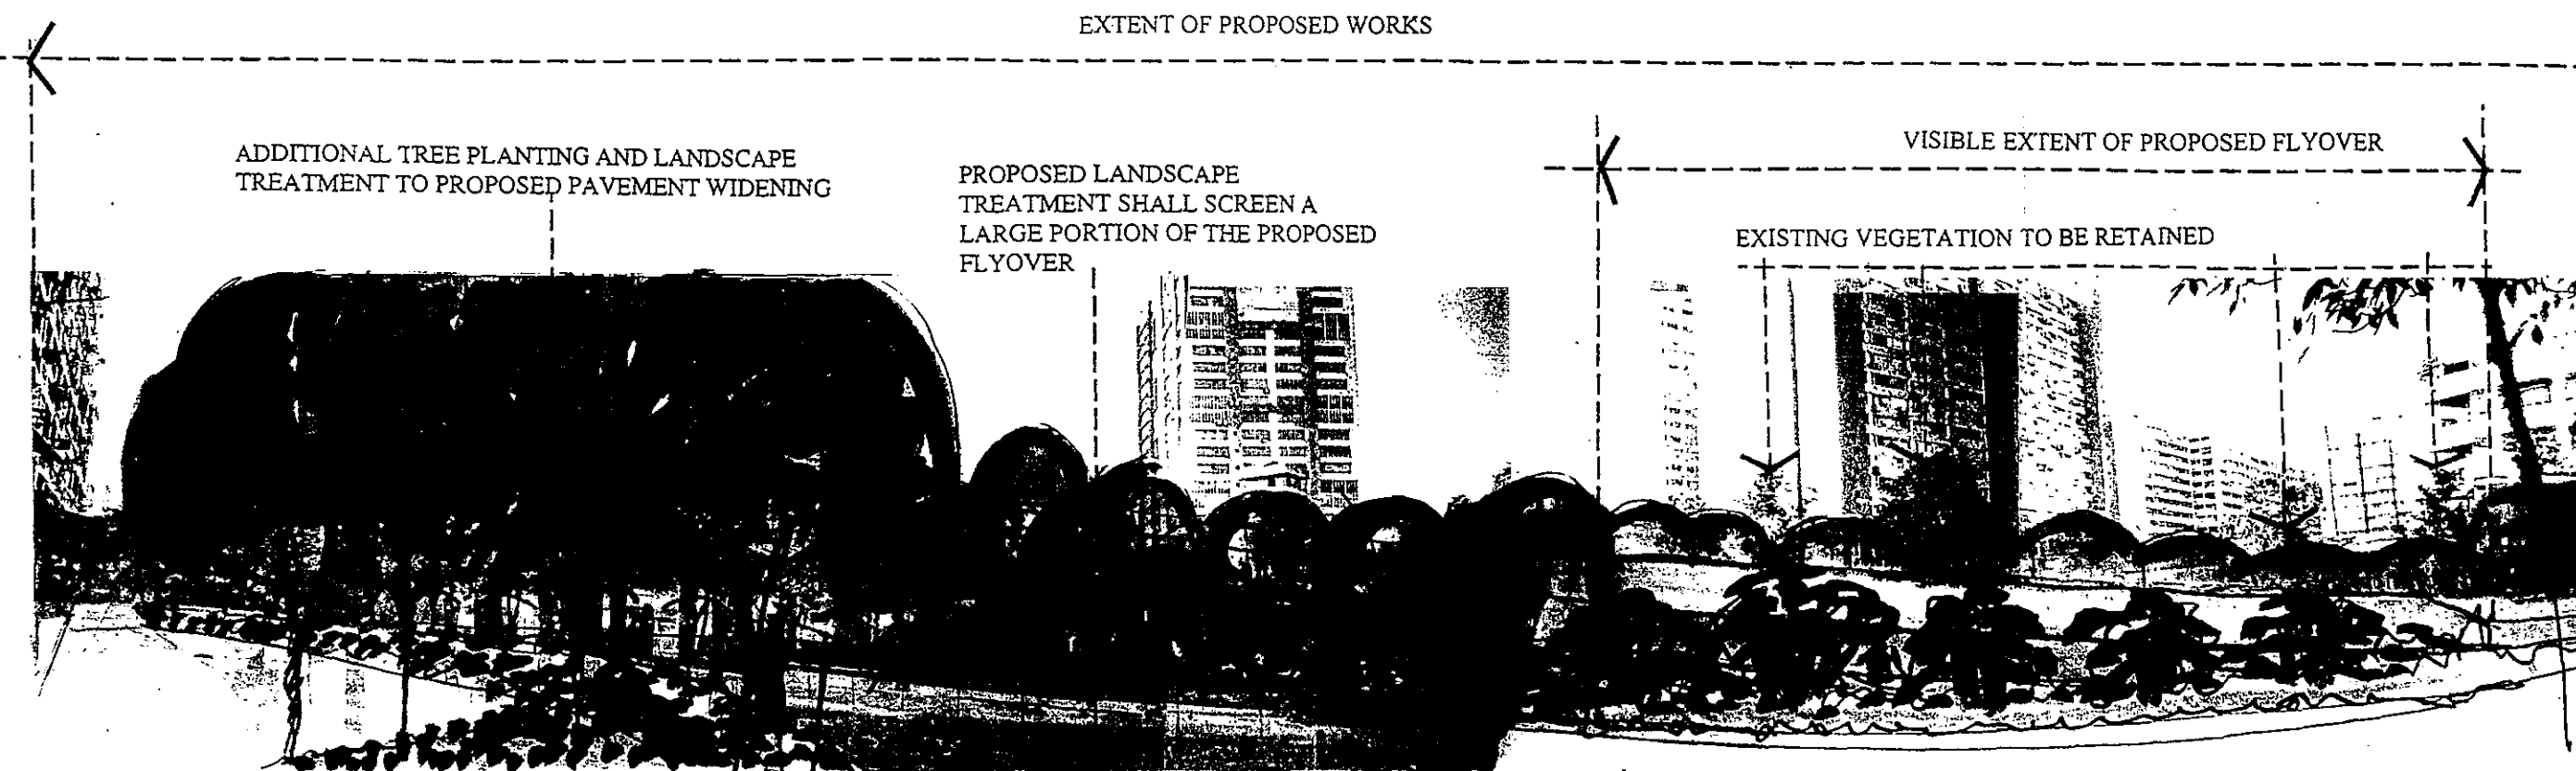 EXTENT OF PROPOSED WORKS
ADDITIONAL TREE PLANTING AND LANDSCAPE
TREATMENT TO PROPOSED PAVEMENT WIDENING
PROPOSED LANDSCAPE
TREATMENT SHALL SCREEN A
LARGE PORTION OF THE PROPOSED
FLYOVER
VISIBLE EXTENT OF PROPOSED FLYOVER
EXISTING VEGETATION TO BE RETAINED